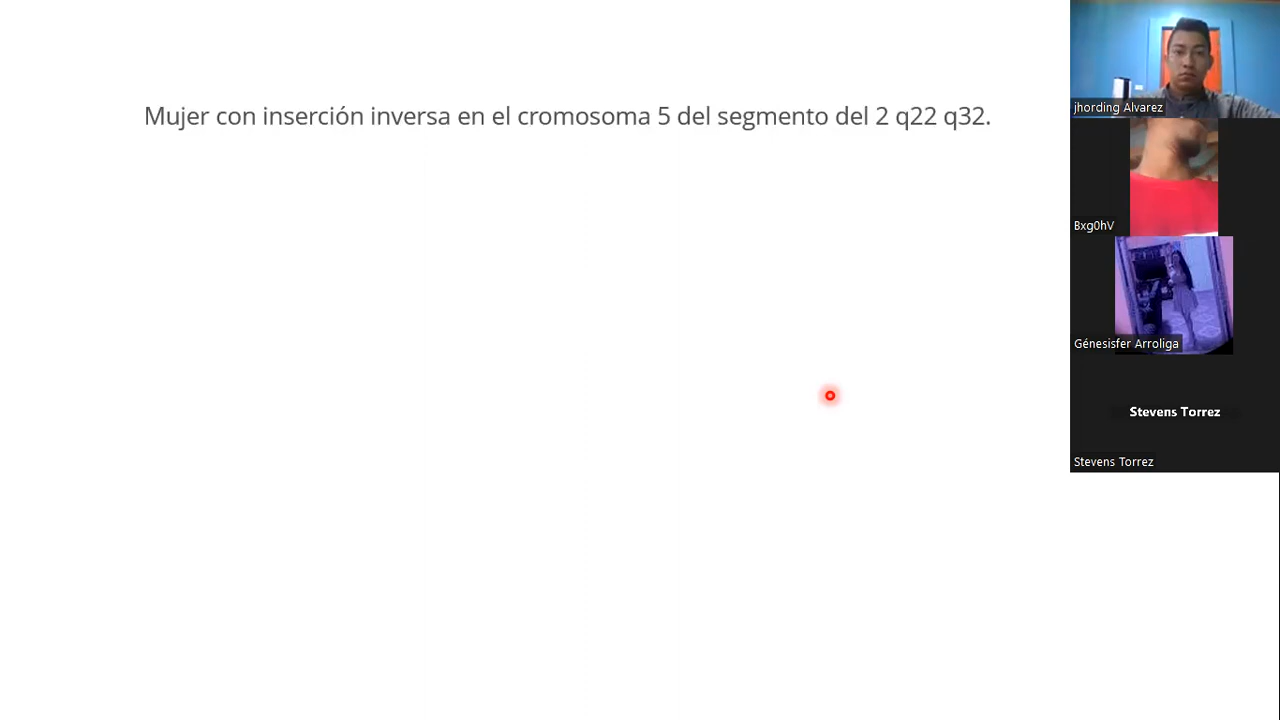 Mujer con inserción inversa en el cromosoma 5 del segmento del 2 q22 q32.
jhording Alvarez
Bxg0hV
Génesisfer Arroliga
Stevens Torrez
Stevens Torrez